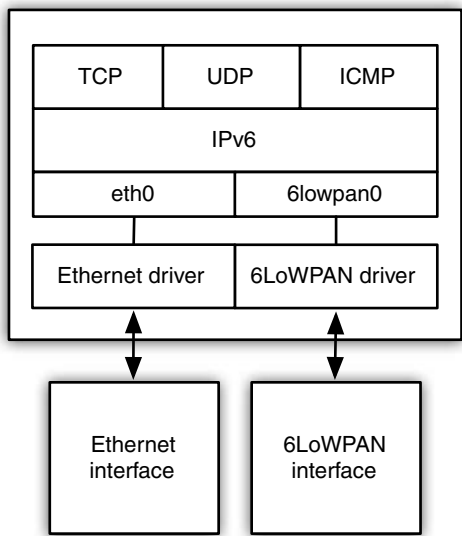 TCP UDP ICMP
IPv6
eth0 6lowpan0
Ethernet driver 6LoWPAN driver
Ethernet
interface
6LoWPAN
interface